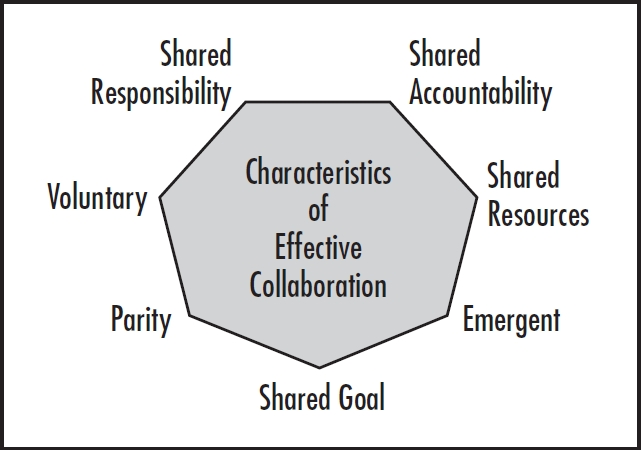 Shared
Responsibility
Shared
Accountability
Voluntary
Characteristics
of
Effective
Collaboration
Shared
Resources
Parity
Emergent
Shared Goal